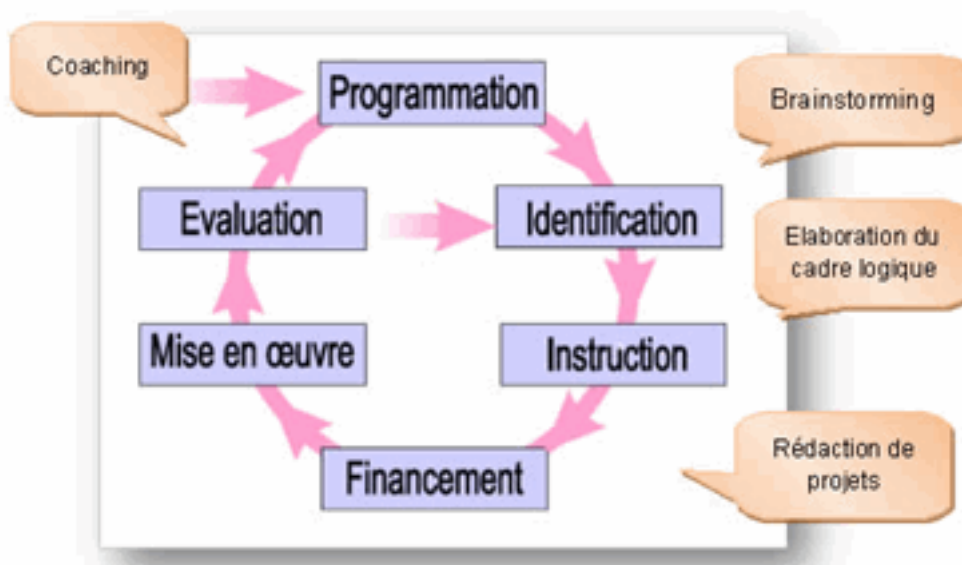 Coaching
Programmation
Brainstorming
Evaluation
Identification
Elaboration du
cadre logique
Mise en œuvre
Instruction
Financement
Rédaction de
projets